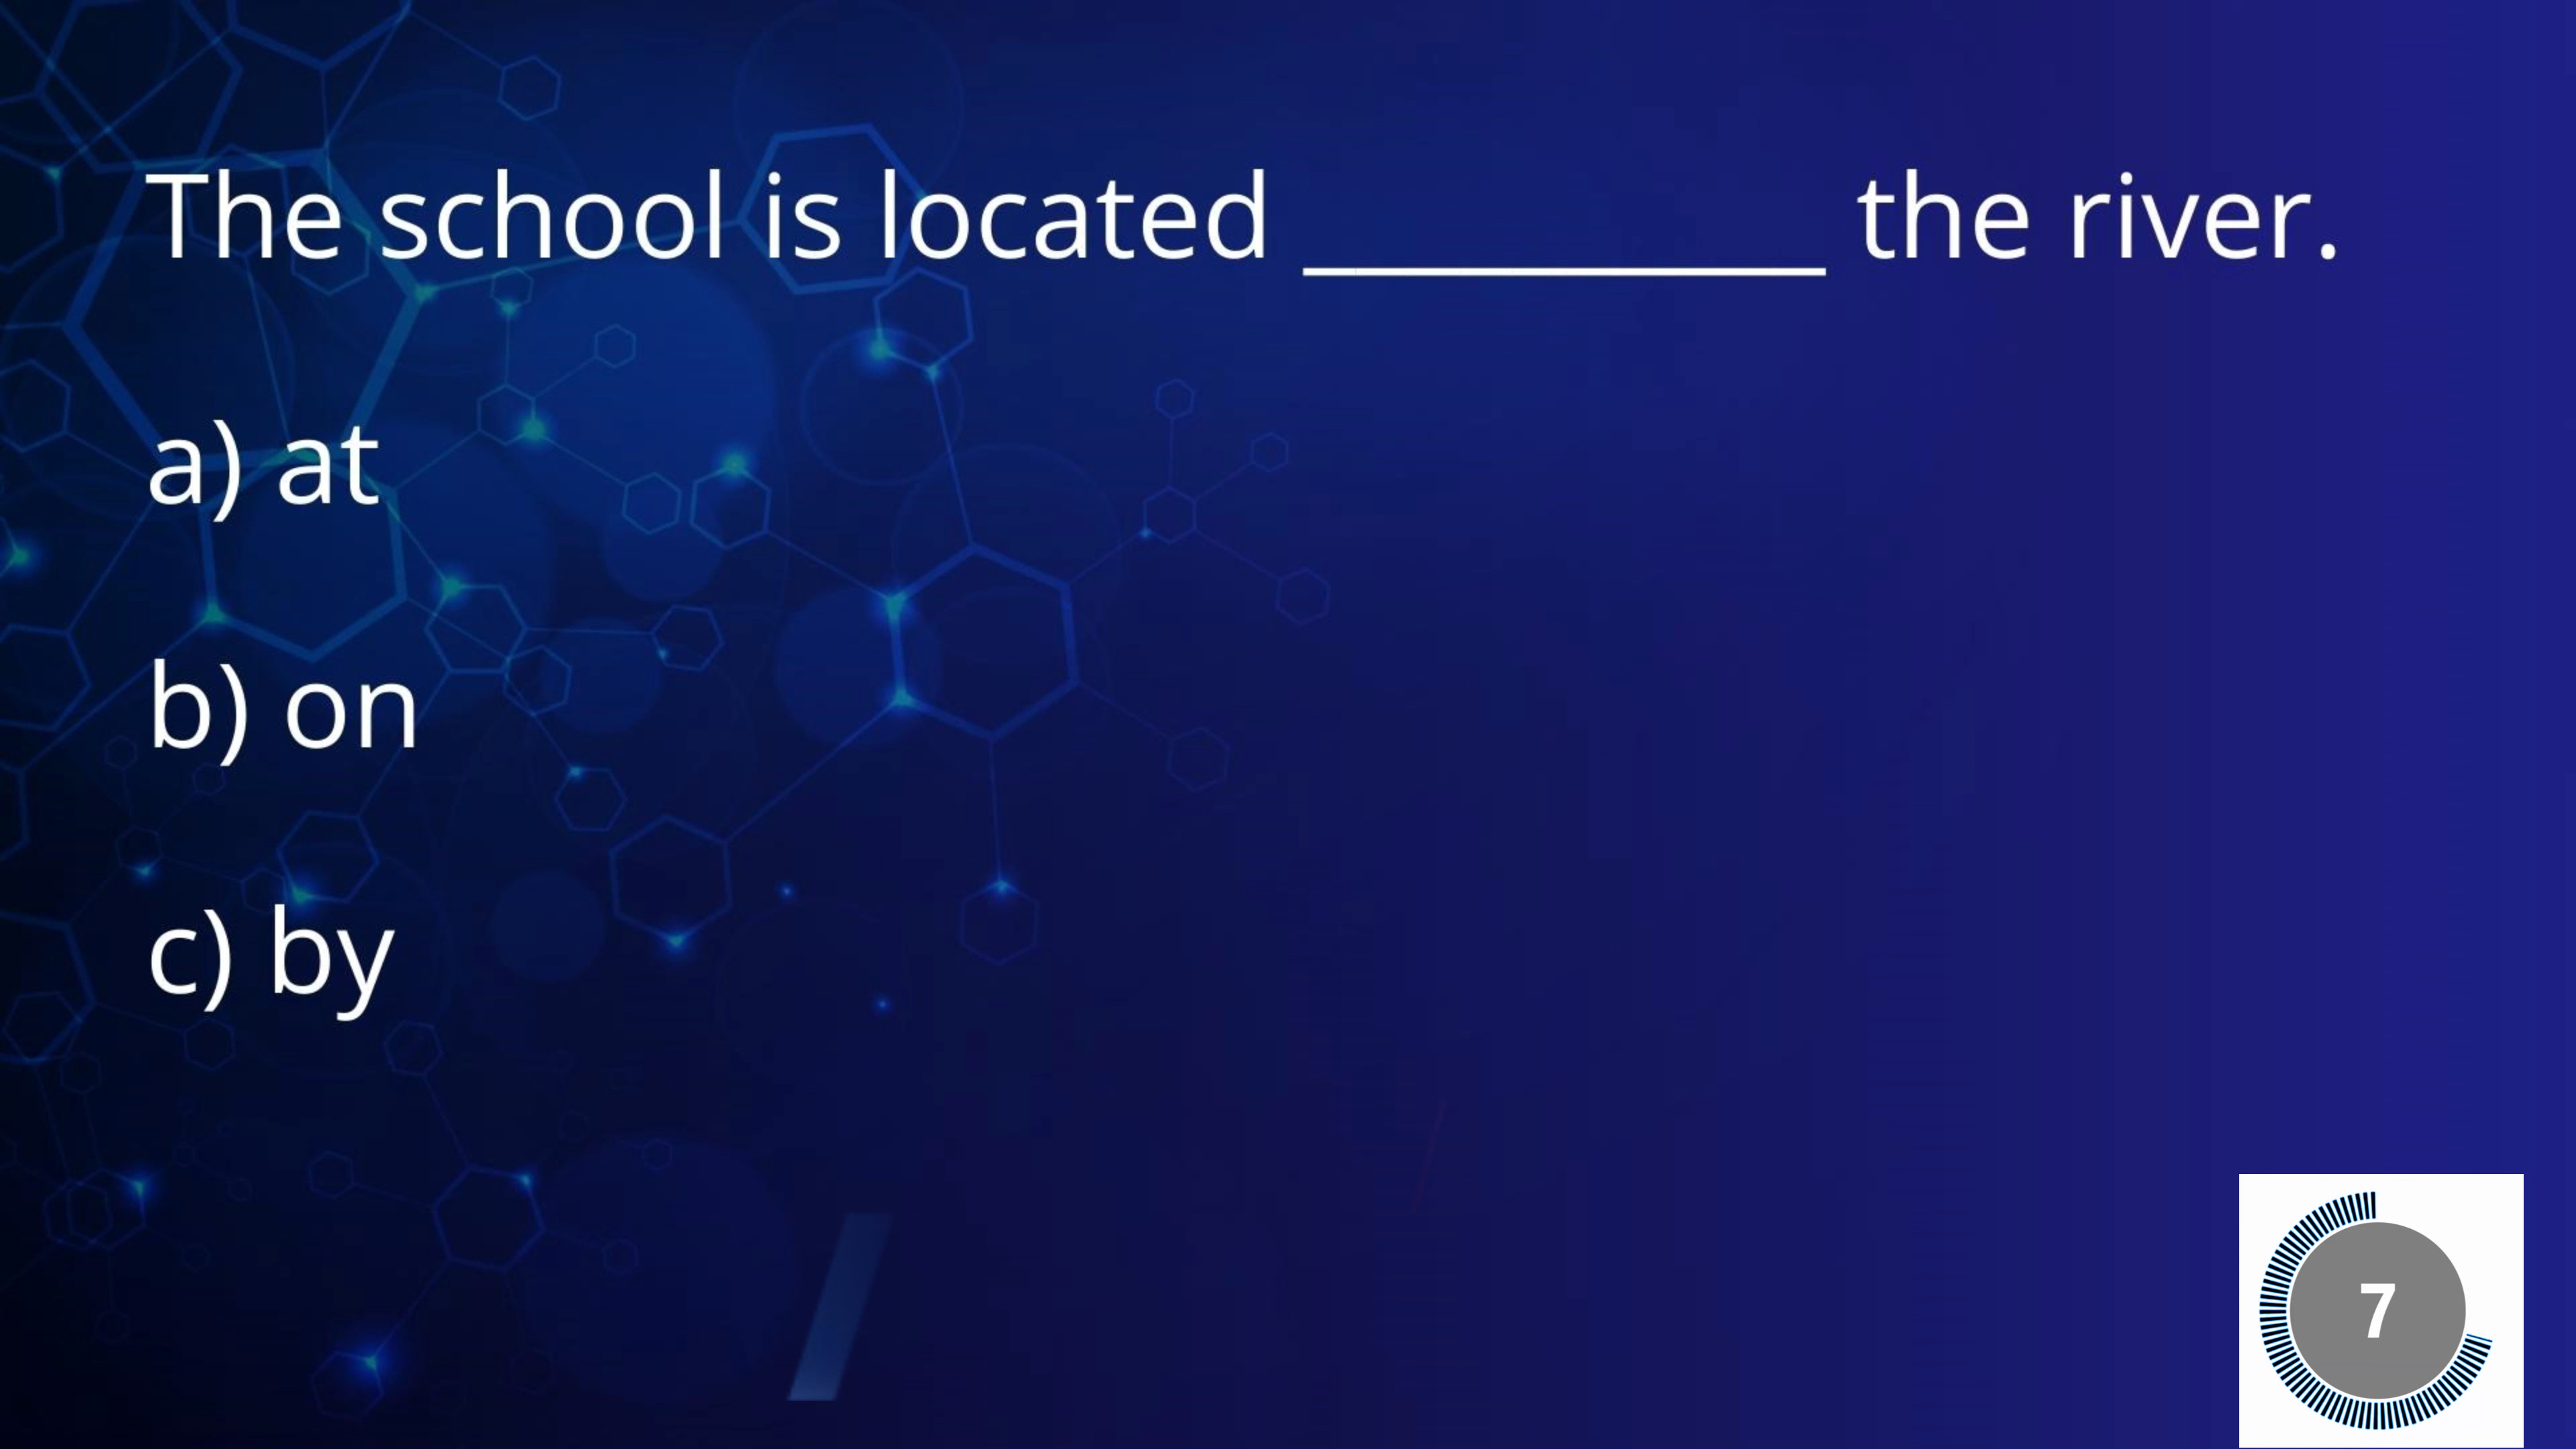 The school is located __________ the river.
a) at
b) on
c) by
7